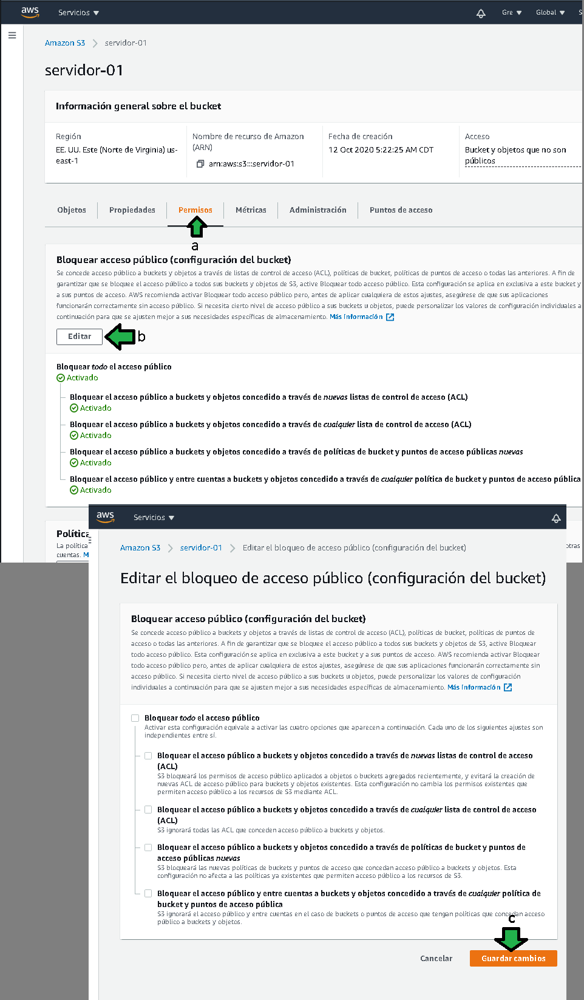 aws Servicios Gre Global S
Amazon S3 servidor-01
servidor-01
Información general sobre el bucket
Región
EE. UU. Este (Norte de Virginia) us-
east-1
Nombre de recurso de Amazon
(ARN)
arn:aws:s3:::servidor-01
Fecha de creación
12 Oct 2020 5:22:25 AM CDT
Acceso
Bucket y objetos que no son
públicos
Objetos Propiedades Permisos Métricas Administración Puntos de acceso
a
Bloquear acceso público (configuración del bucket)
Se concede acceso público a buckets y objetos a través de listas de control de acceso (ACL), políticas de bucket, políticas de puntos de acceso o todas las anteriores. A fin de
garantizar que se bloquee el acceso público a todos sus buckets y objetos de S3, active Bloquear todo acceso público. Esta configuración se aplica en exclusiva a este bucket y
a sus puntos de acceso. AWS recomienda activar Bloquear todo acceso público pero, antes de aplicar cualquiera de estos ajustes, asegúrese de que sus aplicaciones
funcionarán correctamente sin acceso público. Si necesita cierto nivel de acceso público a sus buckets u objetos, puede personalizar los valores de configuración individuales a
continuación para que se ajusten mejor a sus necesidades específicas de almacenamiento. Más información
Editar b
Bloquear todo el acceso público
Activado
Bloquear el acceso público a buckets y objetos concedido a través de nuevas listas de control de acceso (ACL)
Activado
Bloquear el acceso público a buckets y objetos concedido a través de cualquier lista de control de acceso (ACL)
Activado
Bloquear el acceso público a buckets y objetos concedido a través de políticas de bucket y puntos de acceso públicas nuevas
Activado
Bloquear el acceso público y entre cuentas a buckets y objetos concedido a través de cualquier política de bucket y puntos de acceso pública
Activado
Política
La política otras
cuentas. M
aws Servicios
Amazon S3 servidor-01 Editar el bloqueo de acceso público (configuración del bucket)
Editar el bloqueo de acceso público (configuración del bucket)
Bloquear acceso público (configuración del bucket)
Se concede acceso público a buckets y objetos a través de listas de control de acceso (ACL), políticas de bucket, políticas de puntos de
acceso o todas las anteriores. A fin de garantizar que se bloquee el acceso público a todos sus buckets y objetos de S3, active Bloquear
todo acceso público. Esta configuración se aplica en exclusiva a este bucket y a sus puntos de acceso. AWS recomienda activar Bloquear
todo acceso público pero, antes de aplicar cualquiera de estos ajustes, asegúrese de que sus aplicaciones funcionarán correctamente sin
acceso público. Si necesita cierto nivel de acceso público a sus buckets u objetos, puede personalizar los valores de configuración
individuales a continuación para que se ajusten mejor a sus necesidades específicas de almacenamiento. Más información
Bloquear todo el acceso público
Activar esta configuración equivale a activar las cuatro opciones que aparecen a continuación. Cada uno de los siguientes ajustes son
independientes entre sí.
Bloquear el acceso público a buckets y objetos concedido a través de nuevas listas de control de acceso
(ACL)
S3 bloqueará los permisos de acceso público aplicados a objetos o buckets agregados recientemente, y evitará la creación de
nuevas ACL de acceso público para buckets y objetos existentes. Esta configuración no cambia los permisos existentes que
permiten acceso público a los recursos de S3 mediante ACL.
Bloquear el acceso público a buckets y objetos concedido a través de cualquier lista de control de acceso
(ACL)
S3 ignorará todas las ACL que conceden acceso público a buckets y objetos.
Bloquear el acceso público a buckets y objetos concedido a través de políticas de bucket y puntos de
acceso públicas nuevas
S3 bloqueará las nuevas políticas de buckets y puntos de acceso que concedan acceso público a buckets y objetos. Esta
configuración no afecta a las políticas ya existentes que permiten acceso público a los recursos de S3.
Bloquear el acceso público y entre cuentas a buckets y objetos concedido a través de cualquier política de
bucket y puntos de acceso pública
S3 ignorará el acceso público y entre cuentas en el caso de buckets o puntos de acceso que tengan políticas que concedan acceso
público a buckets y objetos.
c
Cancelar Guardar cambios